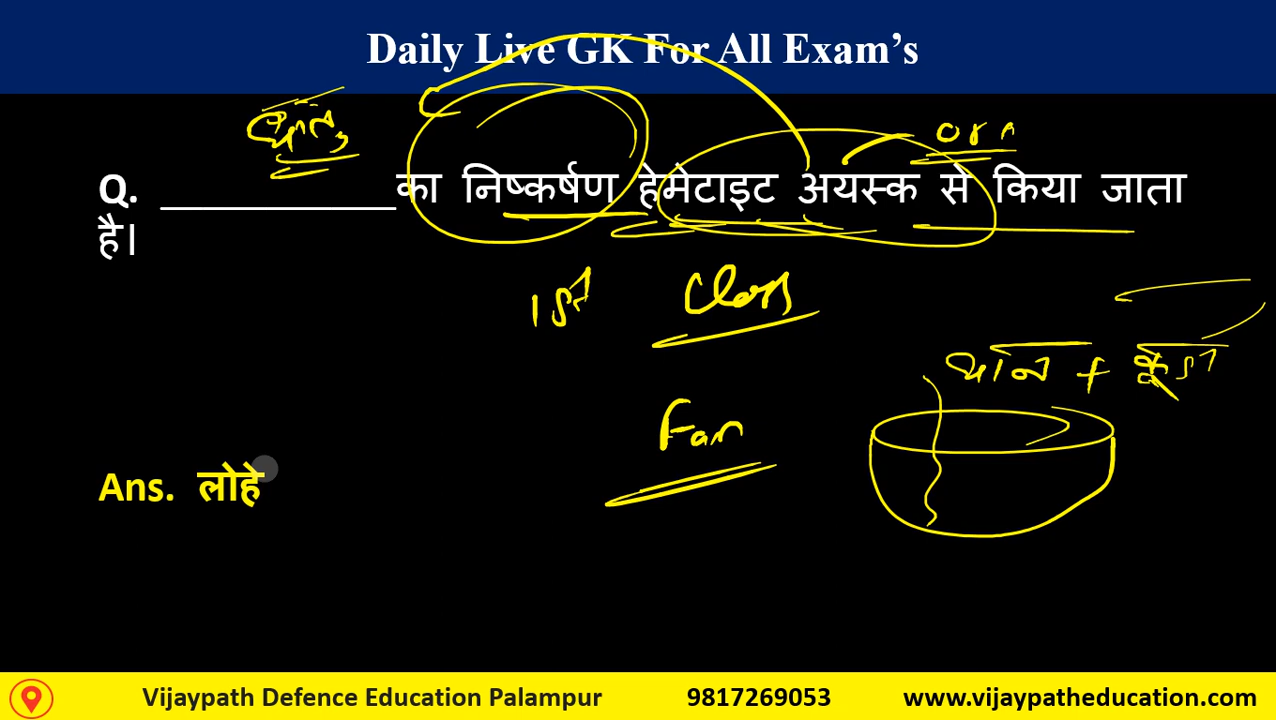 Daily Live GK For All Exam’s
धातु
ore
Q. ____________का निष्कर्षण हेमेटाइट अयस्क से किया जाता
है।
1st Class
Fan
Ans. लोहे
Vijaypath Defence Education Palampur 9817269053 www.vijaypatheducation.com